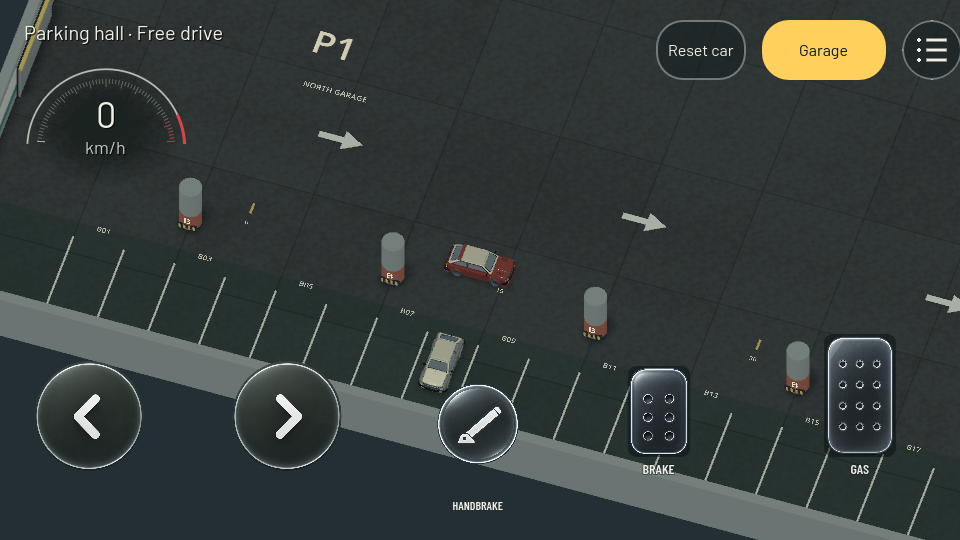 Parking hall · Free drive
P1
Reset car
Garage
NORTH GARAGE
0
km/h
B01
B03
B05
B07
B09
B11
B13
B15
B17
BRAKE
GAS
HANDBRAKE